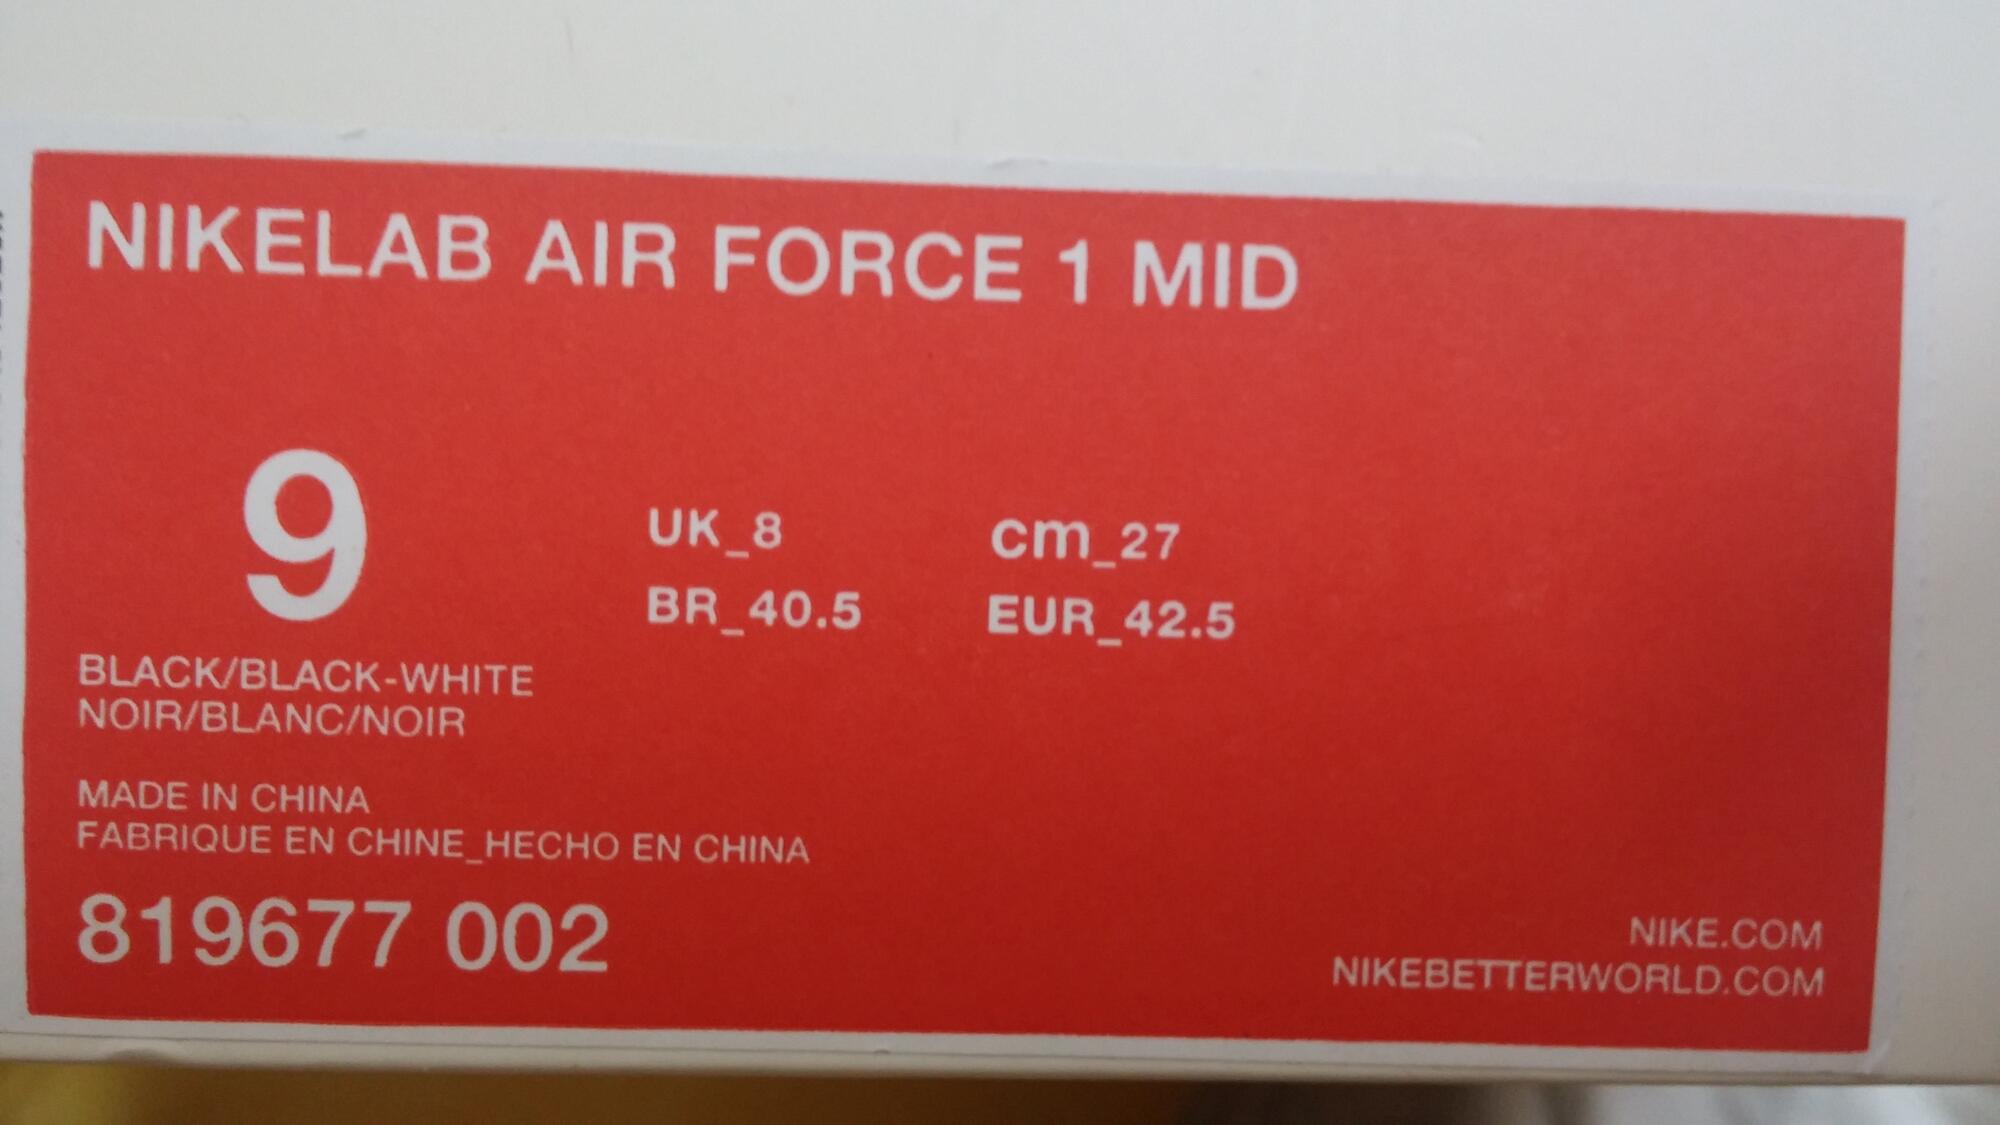 NIKELAB AIR FORCE 1 MID
9
UK_8 cm_27
BR_40.5 EUR_42.5
BLACK/BLACK-WHITE
NOIR/BLANC/NOIR
MADE IN CHINA
FABRIQUE EN CHINE_HECHO EN CHINA
819677 002
NIKE.COM
NIKEBETTERWORLD.COM